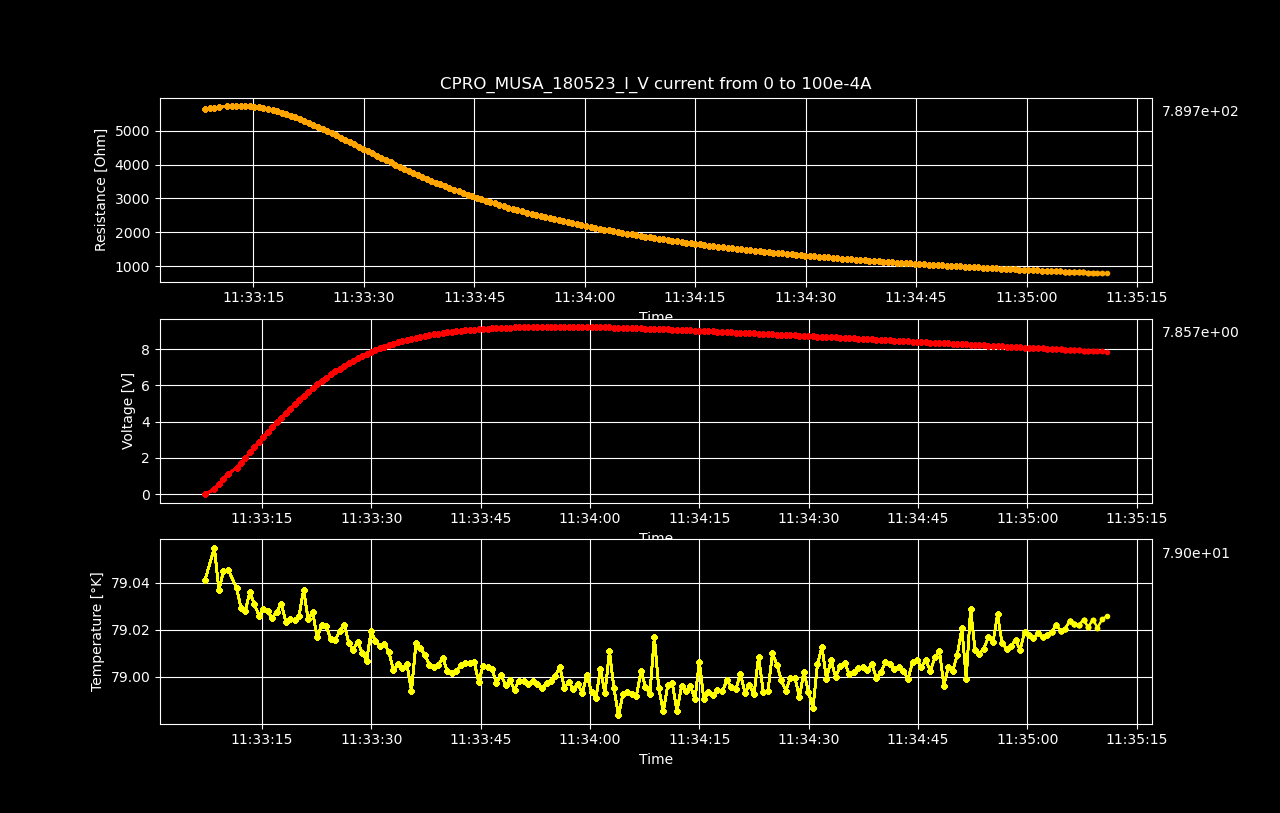 CPRO_MUSA_180523_I_V current from 0 to 100e-4A
7.897e+02
Resistance [Ohm]
5000
4000
3000
2000
1000
11:33:15 11:33:30 11:33:45 11:34:00 11:34:15 11:34:30 11:34:45 11:35:00 11:35:15
Time
7.857e+00
Voltage [V]
8
6
4
2
0
11:33:15 11:33:30 11:33:45 11:34:00 11:34:15 11:34:30 11:34:45 11:35:00 11:35:15
Time
7.90e+01
Temperature [°K]
79.04
79.02
79.00
11:33:15 11:33:30 11:33:45 11:34:00 11:34:15 11:34:30 11:34:45 11:35:00 11:35:15
Time